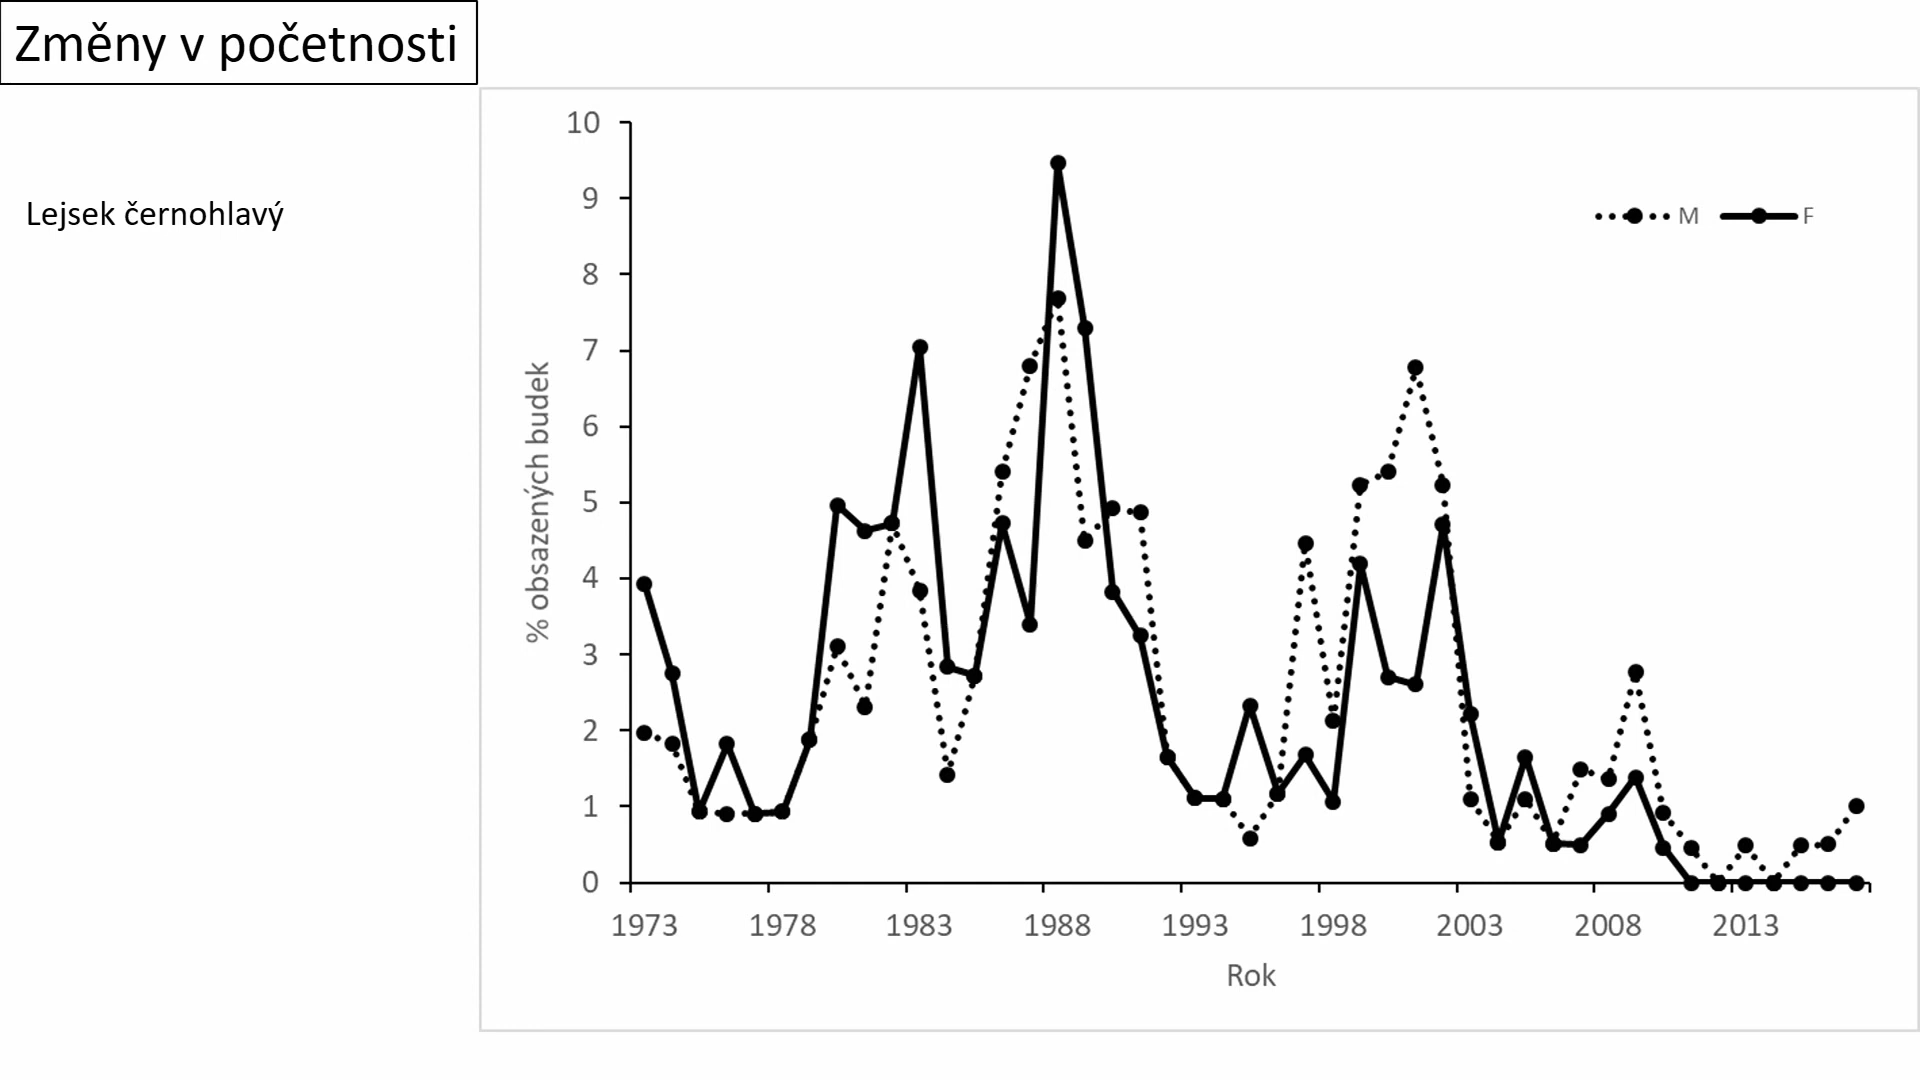 Změny v početnosti
Lejsek černohlavý
10
9
8
7
6
5
4
3
2
1
0
% obsazených budek
M F
1973 1978 1983 1988 1993 1998 2003 2008 2013
Rok